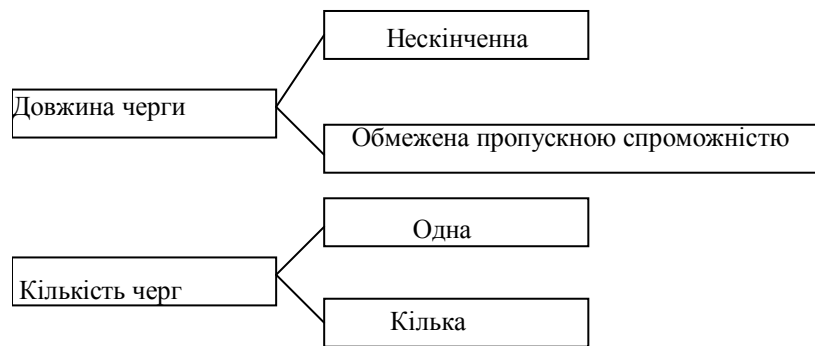 Нескінченна
Довжина черги
Обмежена пропускною спроможністю
Одна
Кількість черг
Кілька